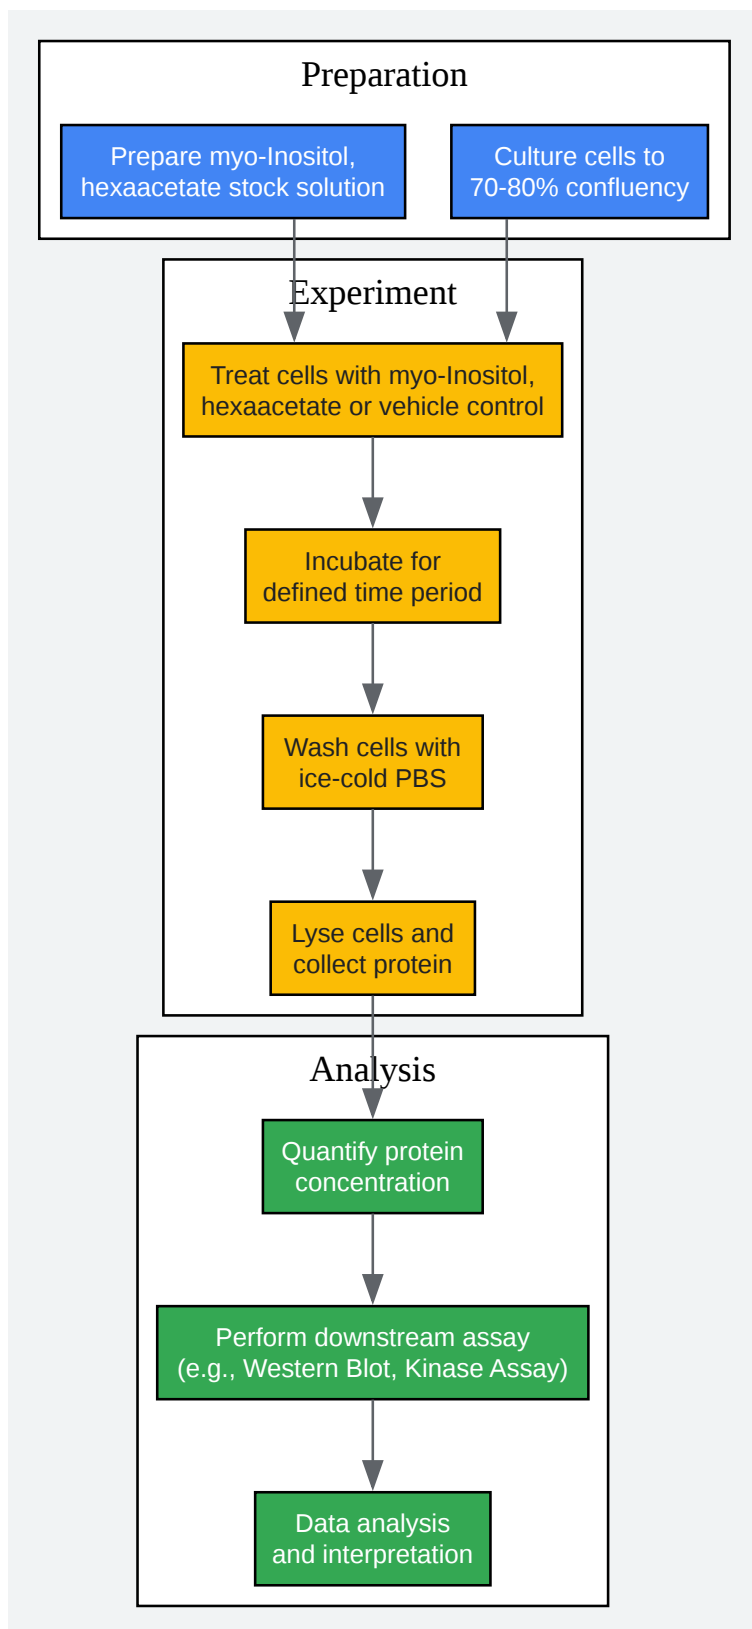 Preparation
Prepare myo-Inositol,
hexaacetate stock solution
Culture cells to
70-80% confluency
Experiment
Treat cells with myo-Inositol,
hexaacetate or vehicle control
Incubate for
defined time period
Wash cells with
ice-cold PBS
Lyse cells and
collect protein
Analysis
Quantify protein
concentration
Perform downstream assay
(e.g., Western Blot, Kinase Assay)
Data analysis
and interpretation